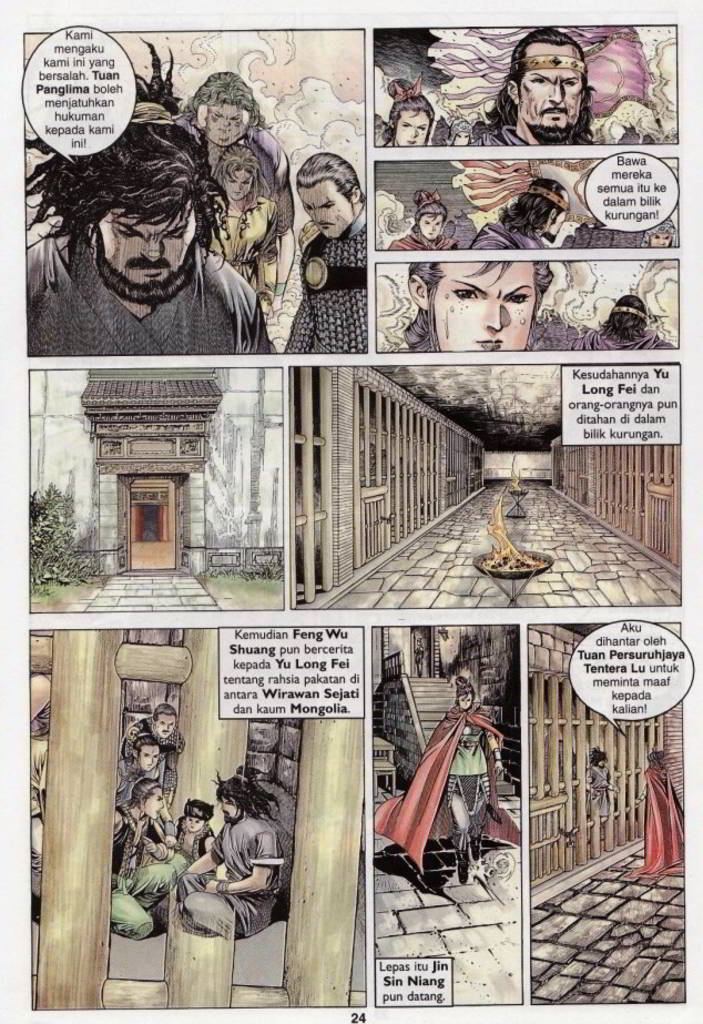 Kami
mengaku
kami ini yang
bersalah. Tuan
Panglima boleh
menjatuhkan
hukuman
kepada kami
ini!
Bawa
mereka
semua itu ke
dalam bilik
kurungan!
Kesudahannya Yu
Long Fei dan
orang-orangnya pun
ditahan di dalam
bilik kurungan.
Kemudian Feng Wu
Shuang pun bercerita
kepada Yu Long Fei
tentang rahsia pakatan di
antara Wirawan Sejati
dan kaum Mongolia.
Lepas itu Jin
Sin Niang
pun datang.
Aku
dihantar oleh
Tuan Persuruhjaya
Tentera Lu untuk
meminta maaf
kepada
kalian!
24